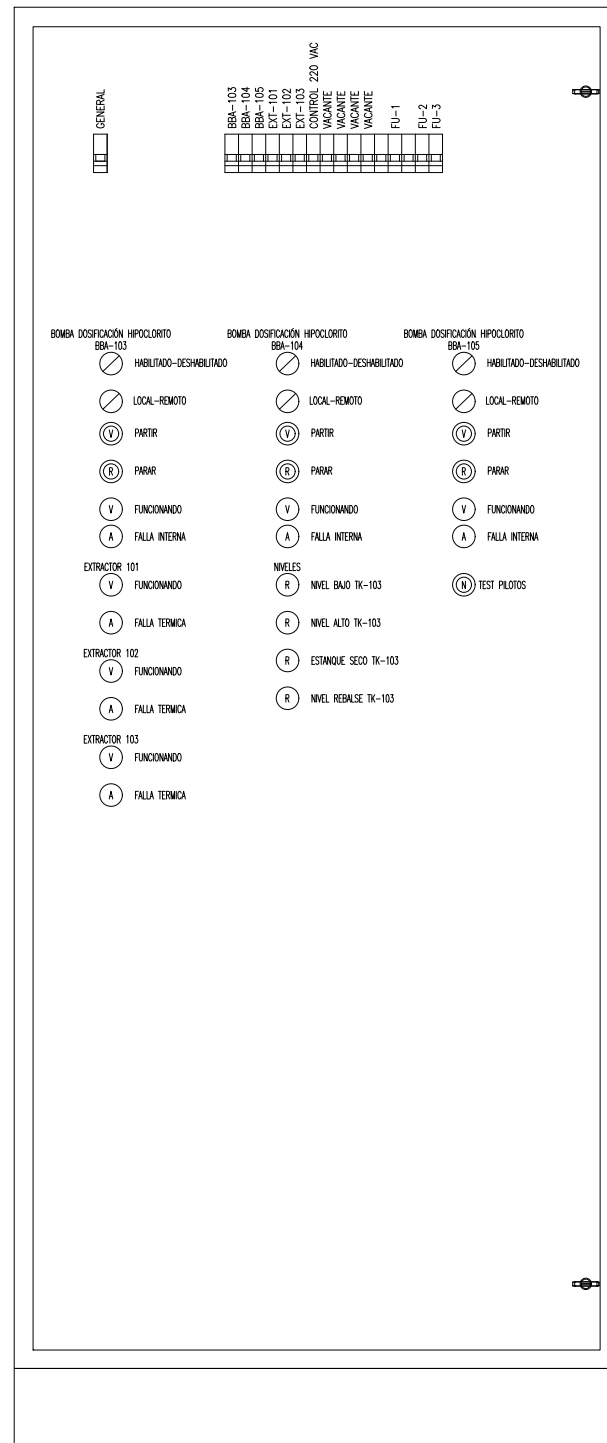 GENERAL
BBA-103
BBA-104
BBA-105
EXT-101
EXT-102
EXT-103
CONTROL 220 VAC
VACANTE
VACANTE
VACANTE
VACANTE
FU-1
FU-2
FU-3
BOMBA DOSIFICACIÓN HIPOCLORITO
BBA-103
HABILITADO-DESHABILITADO
LOCAL-REMOTO
V PARTIR
R PARAR
V FUNCIONANDO
A FALLA INTERNA
EXTRACTOR 101
V FUNCIONANDO
A FALLA TERMICA
EXTRACTOR 102
V FUNCIONANDO
A FALLA TERMICA
EXTRACTOR 103
V FUNCIONANDO
A FALLA TERMICA
BOMBA DOSIFICACIÓN HIPOCLORITO
BBA-104
HABILITADO-DESHABILITADO
LOCAL-REMOTO
V PARTIR
R PARAR
V FUNCIONANDO
A FALLA INTERNA
NIVELES
R NIVEL BAJO TK-103
R NIVEL ALTO TK-103
R ESTANQUE SECO TK-103
R NIVEL REBALSE TK-103
BOMBA DOSIFICACIÓN HIPOCLORITO
BBA-105
HABILITADO-DESHABILITADO
LOCAL-REMOTO
V PARTIR
R PARAR
V FUNCIONANDO
A FALLA INTERNA
N TEST PILOTOS